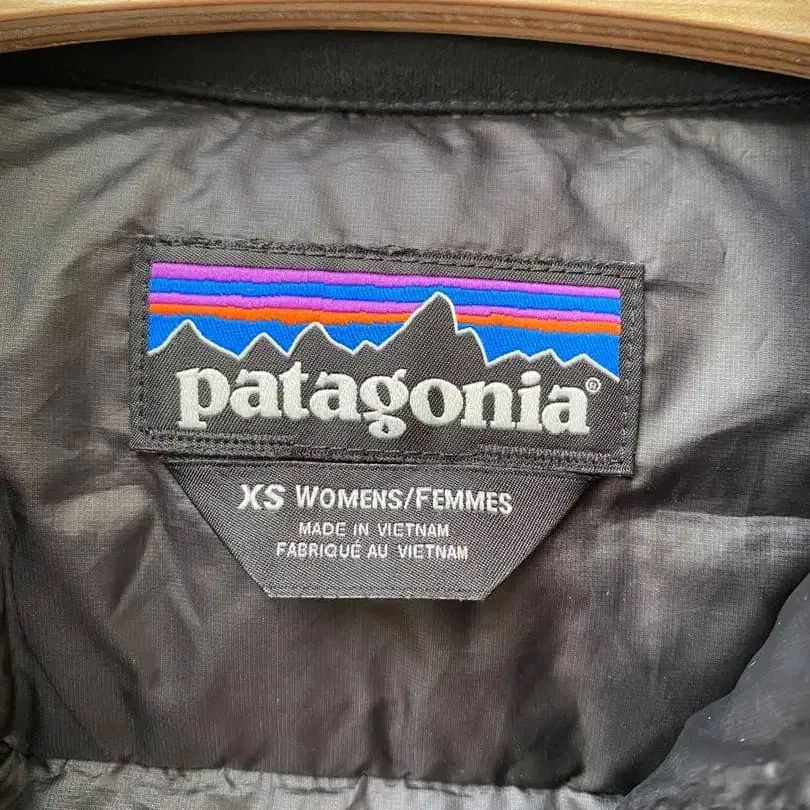 patagonia®
XS WOMENS/FEMMES
MADE IN VIETNAM
FABRIQUÉ AU VIETNAM